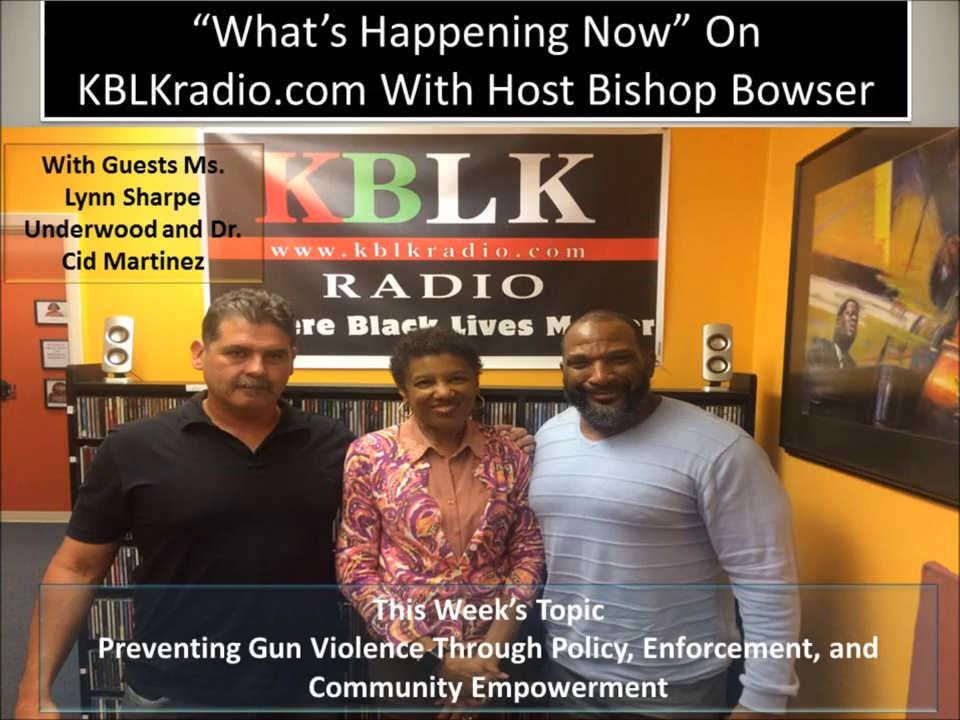 “What’s Happening Now” On
KBLKradio.com With Host Bishop Bowser
With Guests Ms.
Lynn Sharpe
Underwood and Dr.
Cid Martinez
KBLK
www.kblkradio.com
RADIO
Black Lives
This Week’s Topic
Preventing Gun Violence Through Policy, Enforcement, and
Community Empowerment